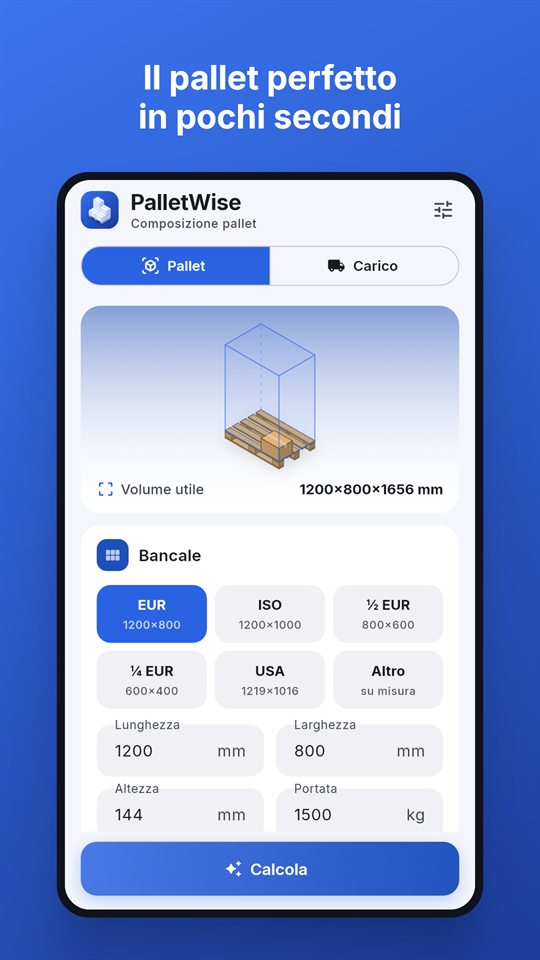 Il pallet perfetto
in pochi secondi
PalletWise
Composizione pallet
Pallet
Carico
Volume utile
1200×800×1656 mm
Bancale
EUR
1200×800
ISO
1200×1000
½ EUR
800×600
¼ EUR
600×400
USA
1219×1016
Altro
su misura
Lunghezza
1200 mm
Larghezza
800 mm
Altezza
144 mm
Portata
1500 kg
Calcola